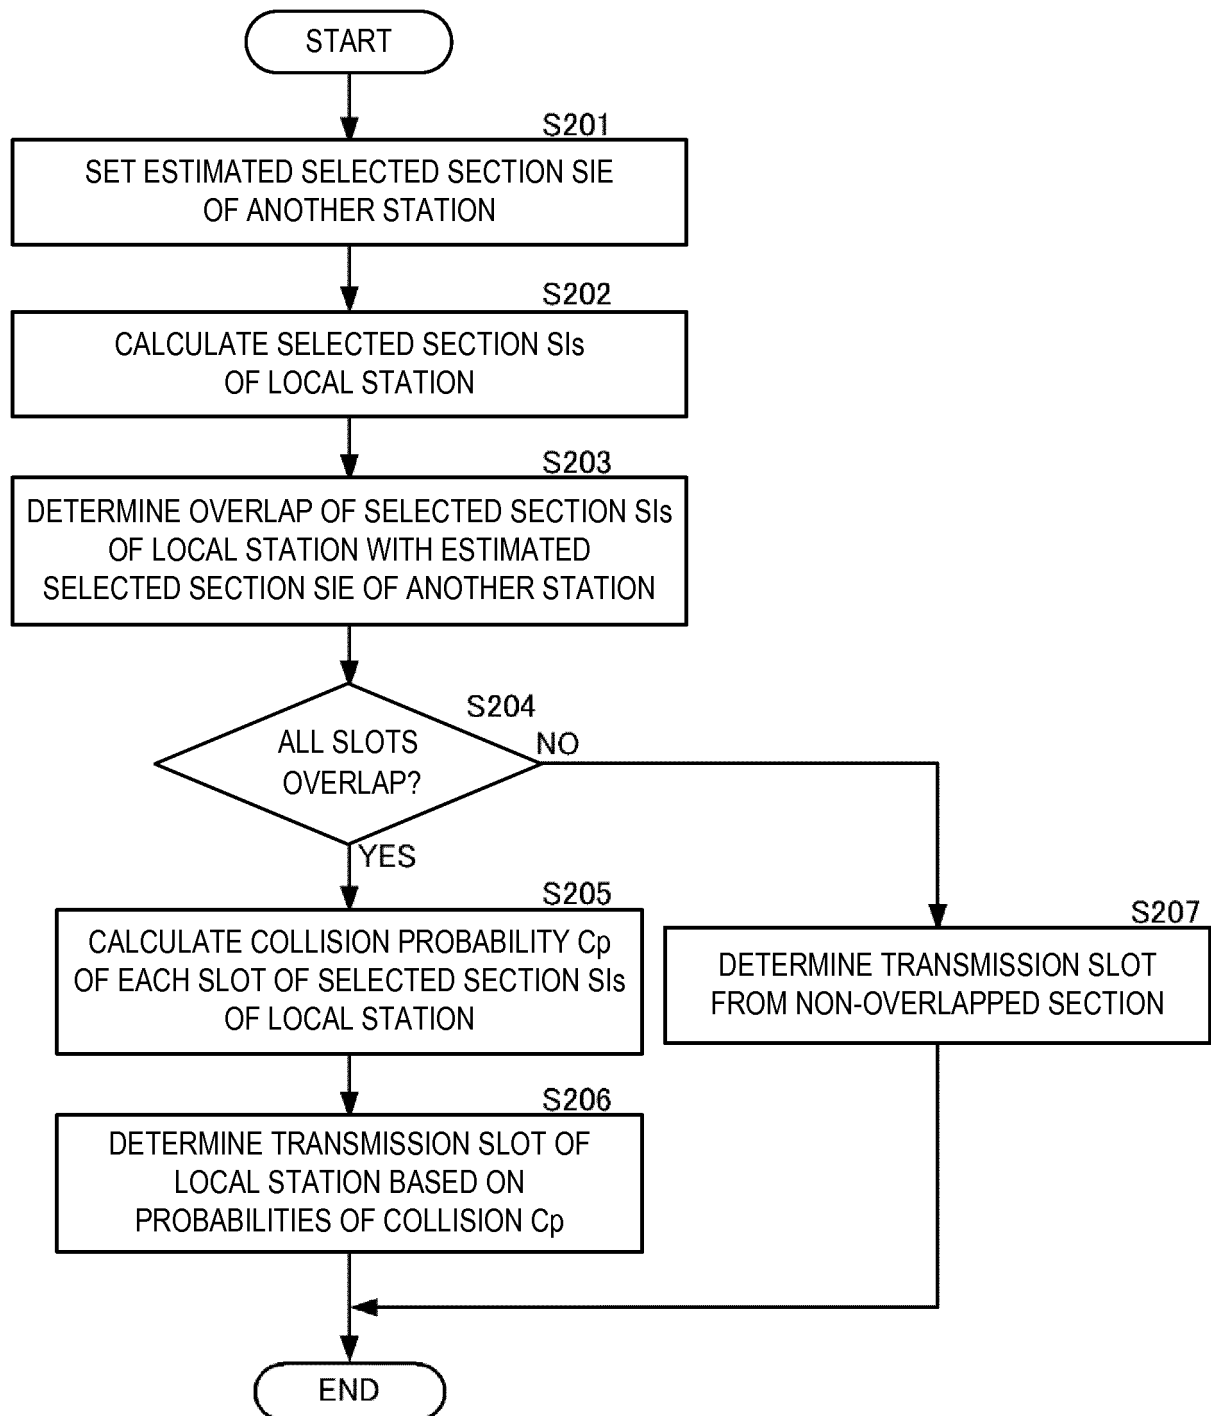 START
S201
SET ESTIMATED SELECTED SECTION SIE
OF ANOTHER STATION
S202
CALCULATE SELECTED SECTION SIs
OF LOCAL STATION
S203
DETERMINE OVERLAP OF SELECTED SECTION SIs
OF LOCAL STATION WITH ESTIMATED
SELECTED SECTION SIE OF ANOTHER STATION
S204
ALL SLOTS
OVERLAP?
NO
YES
S205
CALCULATE COLLISION PROBABILITY Cp
OF EACH SLOT OF SELECTED SECTION SIs
OF LOCAL STATION
S207
DETERMINE TRANSMISSION SLOT
FROM NON-OVERLAPPED SECTION
S206
DETERMINE TRANSMISSION SLOT OF
LOCAL STATION BASED ON
PROBABILITIES OF COLLISION Cp
END